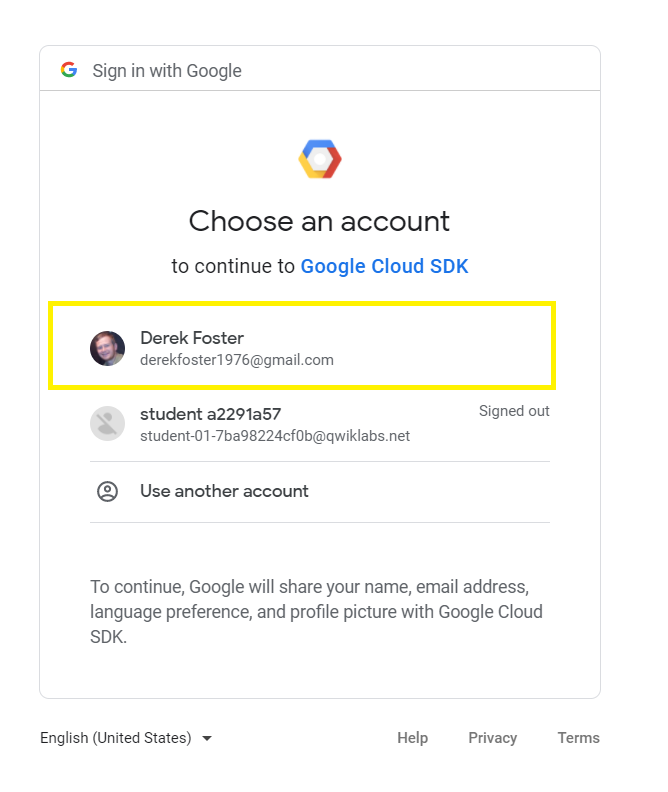 Sign in with Google
Choose an account
to continue to Google Cloud SDK
Derek Foster
derekfoster1976@gmail.com
student a2291a57 Signed out
student-01-7ba98224cf0b@qwiklabs.net
Use another account
To continue, Google will share your name, email address,
language preference, and profile picture with Google Cloud
SDK.
English (United States) Help Privacy Terms